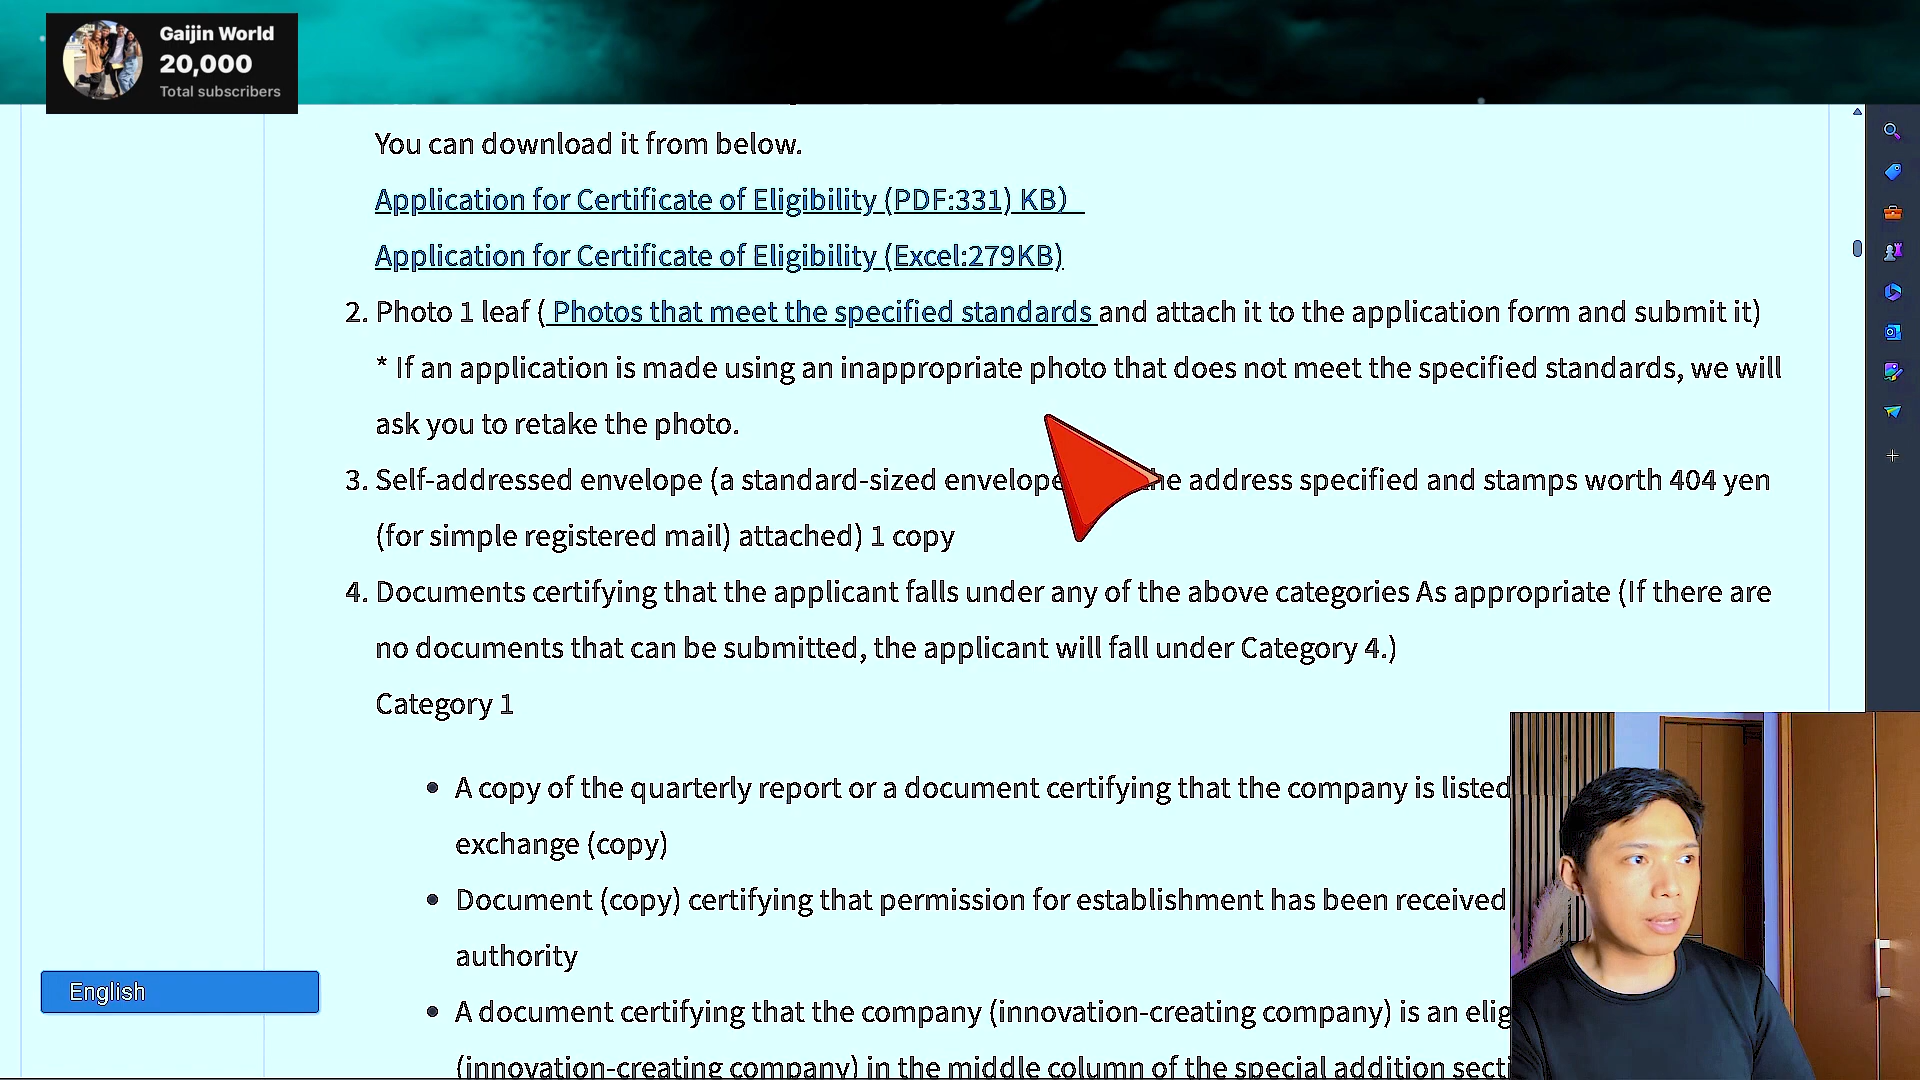 Gaijin World
20,000
Total subscribers
You can download it from below.
Application for Certificate of Eligibility (PDF:331) KB）
Application for Certificate of Eligibility (Excel:279KB)
2. Photo 1 leaf ( Photos that meet the specified standards and attach it to the application form and submit it)
* If an application is made using an inappropriate photo that does not meet the specified standards, we will
ask you to retake the photo.
3. Self-addressed envelope (a standard-sized envelope the address specified and stamps worth 404 yen
(for simple registered mail) attached) 1 copy
4. Documents certifying that the applicant falls under any of the above categories As appropriate (If there are
no documents that can be submitted, the applicant will fall under Category 4.)
Category 1
• A copy of the quarterly report or a document certifying that the company is listed
exchange (copy)
• Document (copy) certifying that permission for establishment has been received
authority
• A document certifying that the company (innovation-creating company) is an
(innovation-creating company) in the middle column of the special addition
English